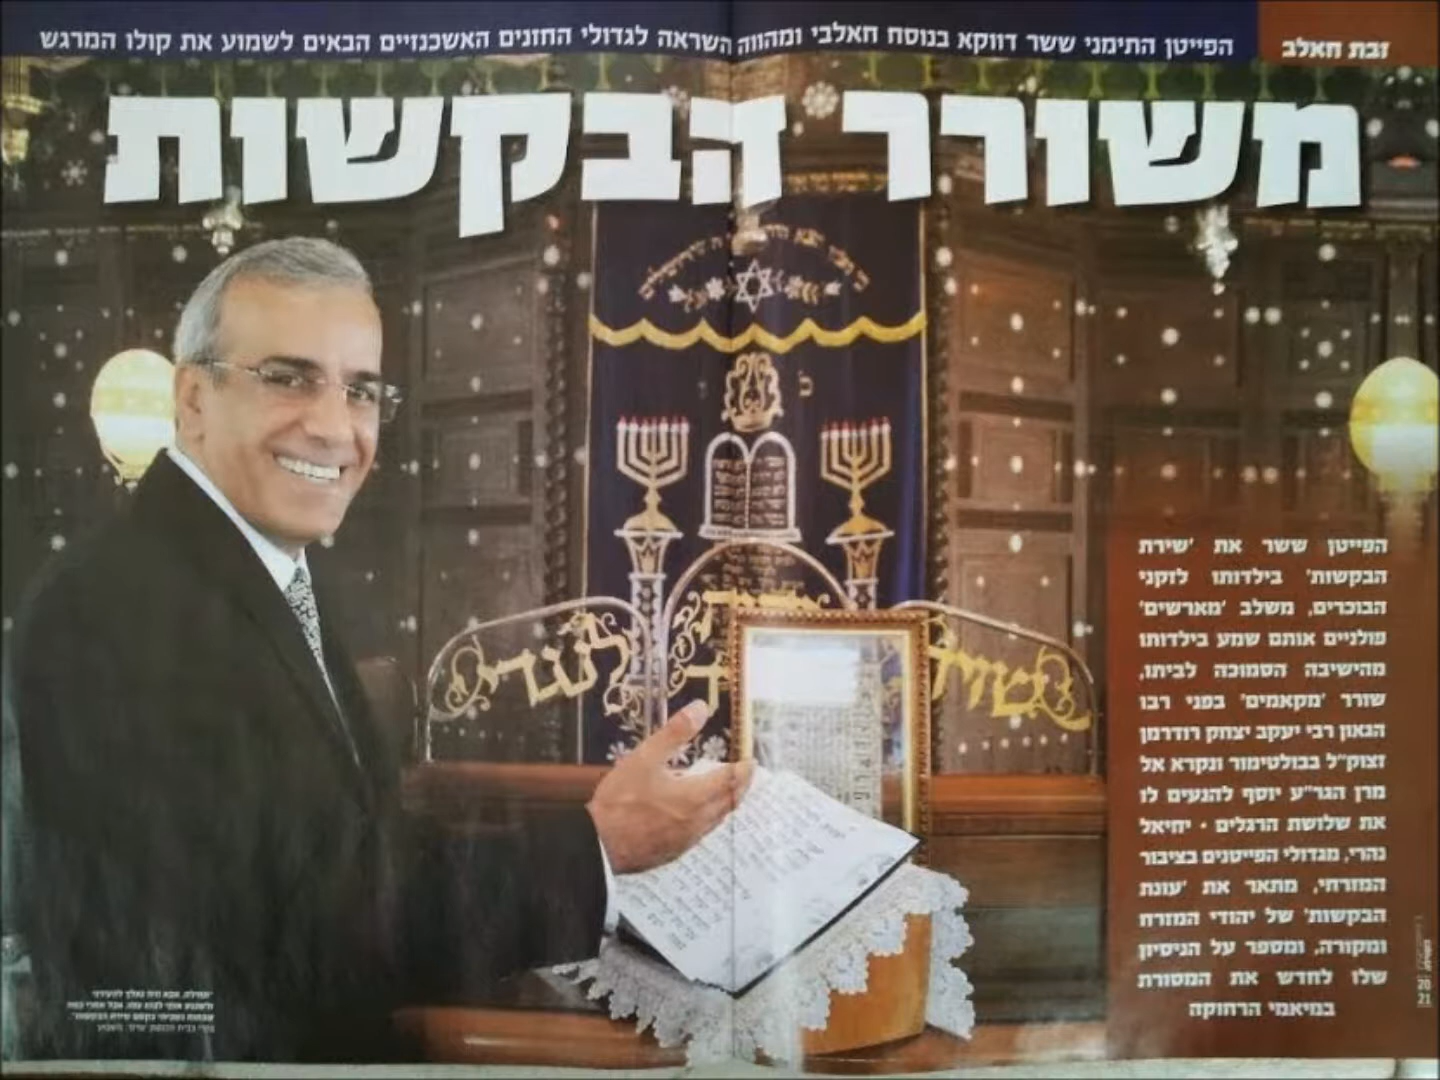 זבת חאלב
הפייטן התימני ששר דווקא בנוסח חאלבי ומהווה השראה לגדולי החזנים האשכנזיים הבאים לשמוע את קולו המרגש
משורר הבקשות
הפייטן ששר את 'שירת
הבקשות' בילדותו לזקני
הבוכרים, משלב 'מארשים'
פולניים אותם שמע בילדותו
מהישיבה הסמוכה לביתו,
שורר 'מקאמים' בפני רבו
הגאון רבי יעקב יצחק רודרמן
זצוק"ל בבולטימור ונקרא אל
מרן הגר"ע יוסף להנעים לו
את שלושת הרגלים • יחיאל
נהרי, מגדולי הפייטנים בציבור
המזרחי, מתאר את 'עונת
הבקשות' של יהודי המזרח
ומקורה, ומספר על הניסיון
שלו לחדש את המסורת
במיאמי הרחוקה
שויתי ד' לנגדי
20
21